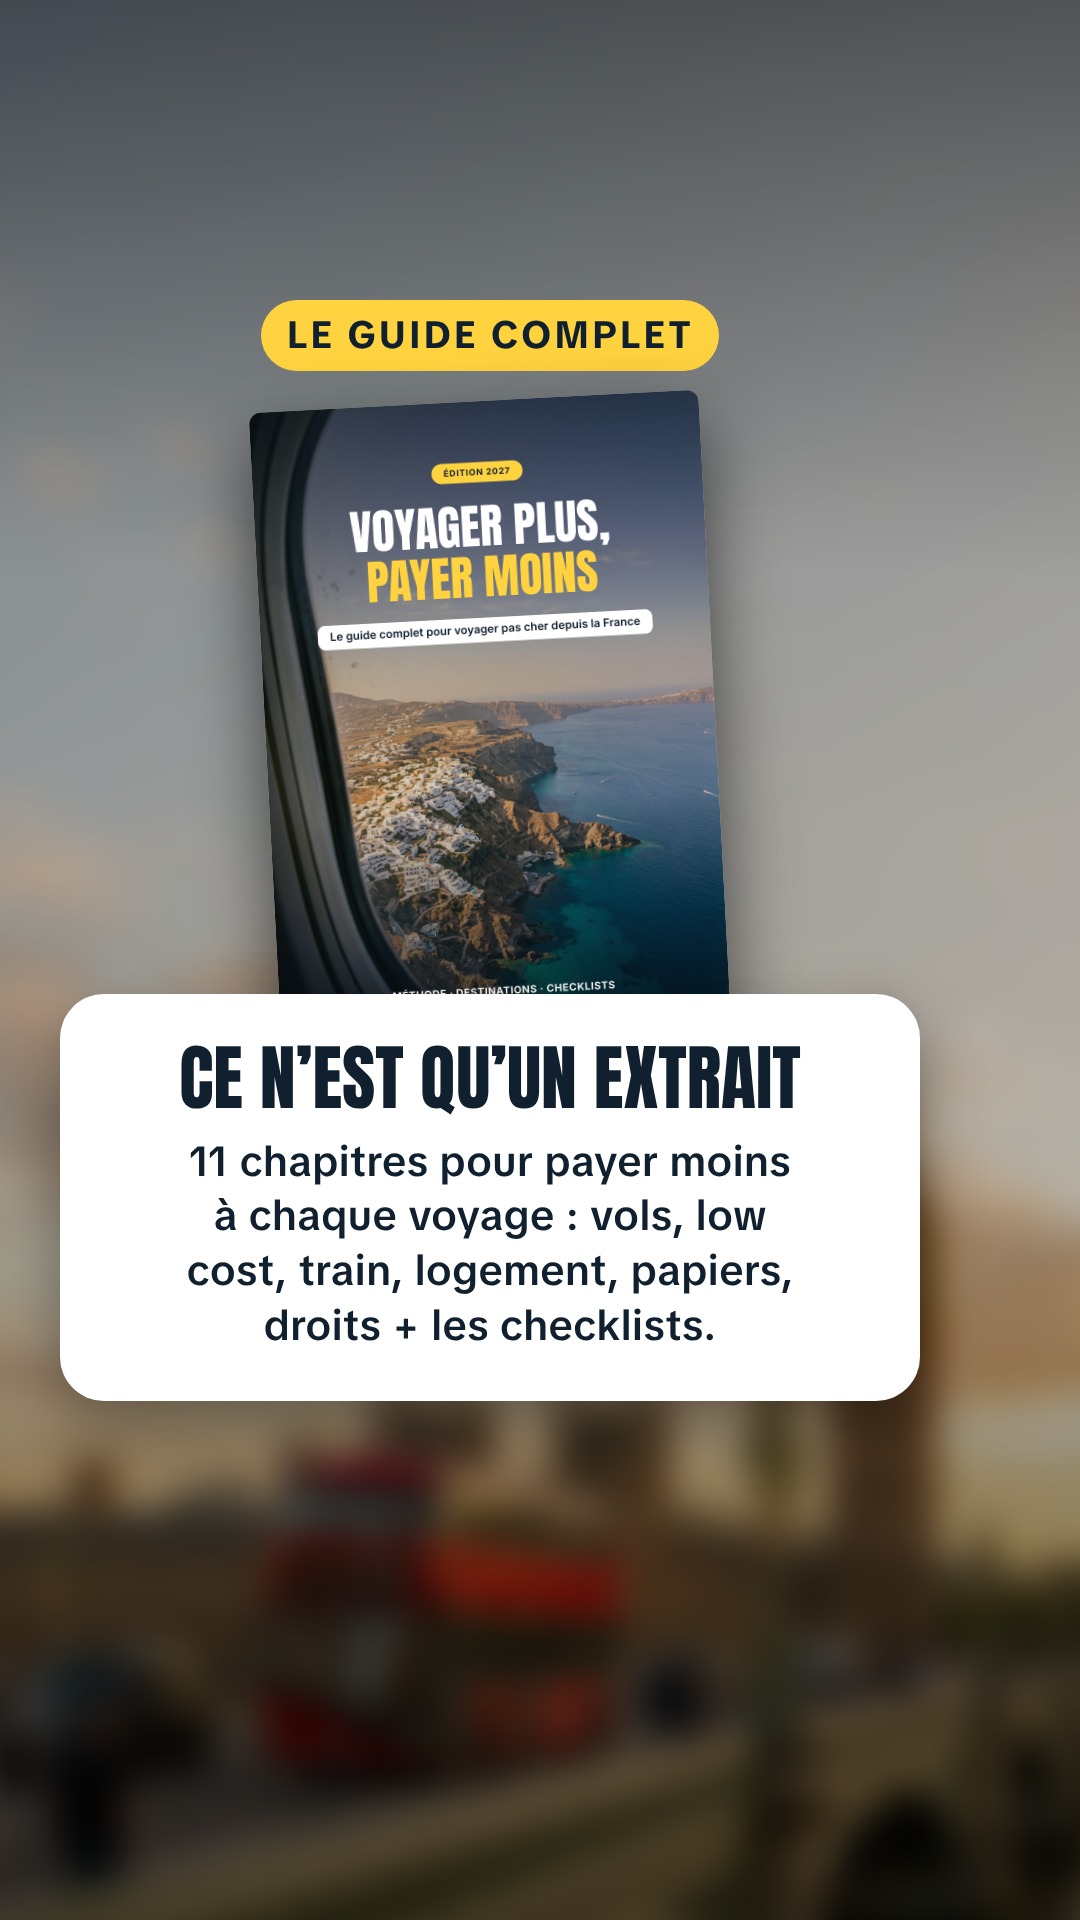 LE GUIDE COMPLET
ÉDITION 2027
VOYAGER PLUS,
PAYER MOINS
Le guide complet pour voyager pas cher depuis la France
MÉTHODE · DESTINATIONS · CHECKLISTS
CE N’EST QU’UN EXTRAIT
11 chapitres pour payer moins
à chaque voyage : vols, low
cost, train, logement, papiers,
droits + les checklists.